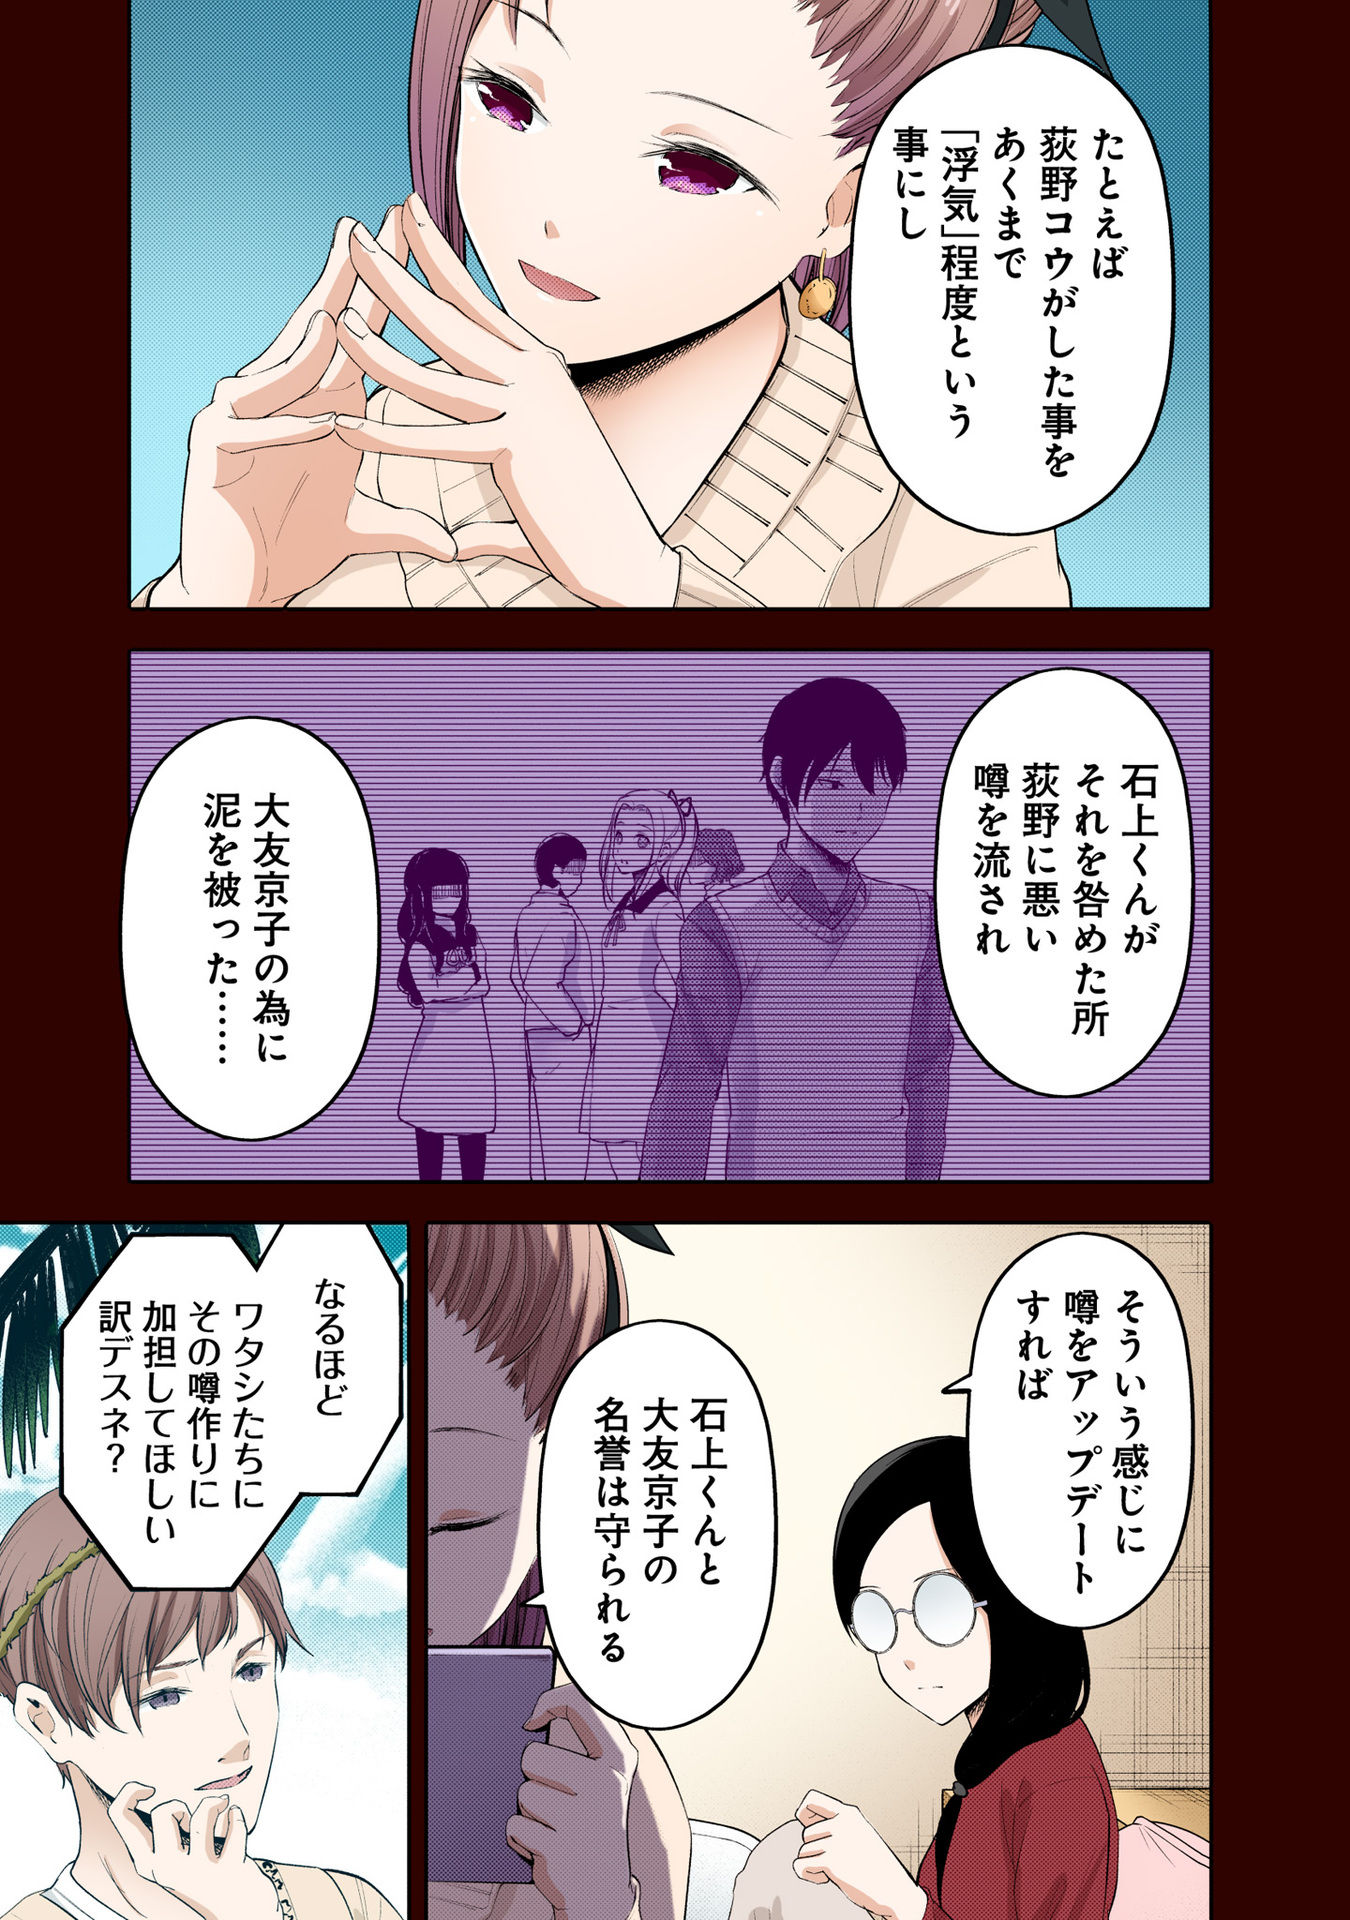 たとえば
荻野コウがした事を
あくまで
「浮気」程度という
事にし
石上くんが
それを咎めた所
荻野に悪い
噂を流され
大友京子の為に
泥を被った……
そういう感じに
噂をアップデート
すれば
石上くんと
大友京子の
名誉は守られる
なるほど
ワタシたちに
その噂作りに
加担してほしい
訳デスネ？